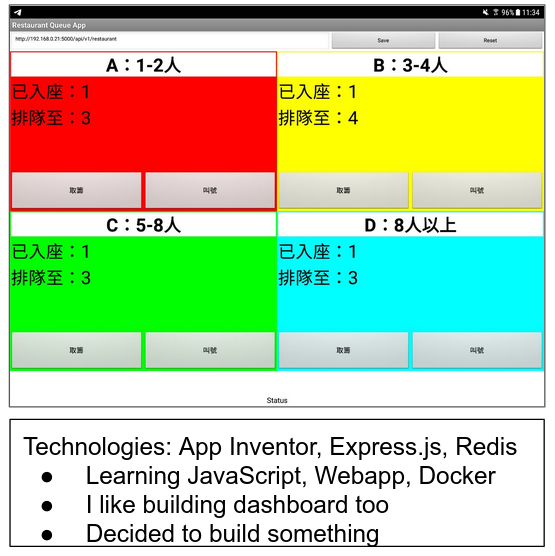 96% 11:34
Restaurant Queue App
http://192.168.0.21:5000/api/v1/restaurant Save Reset
A：1-2人 B：3-4人
已入座：1 已入座：1
排隊至：3 排隊至：4
取籌 叫號 取籌 叫號
C：5-8人 D：8人以上
已入座：1 已入座：1
排隊至：3 排隊至：3
取籌 叫號 取籌 叫號
Status
Technologies: App Inventor, Express.js, Redis
● Learning JavaScript, Webapp, Docker
● I like building dashboard too
● Decided to build something